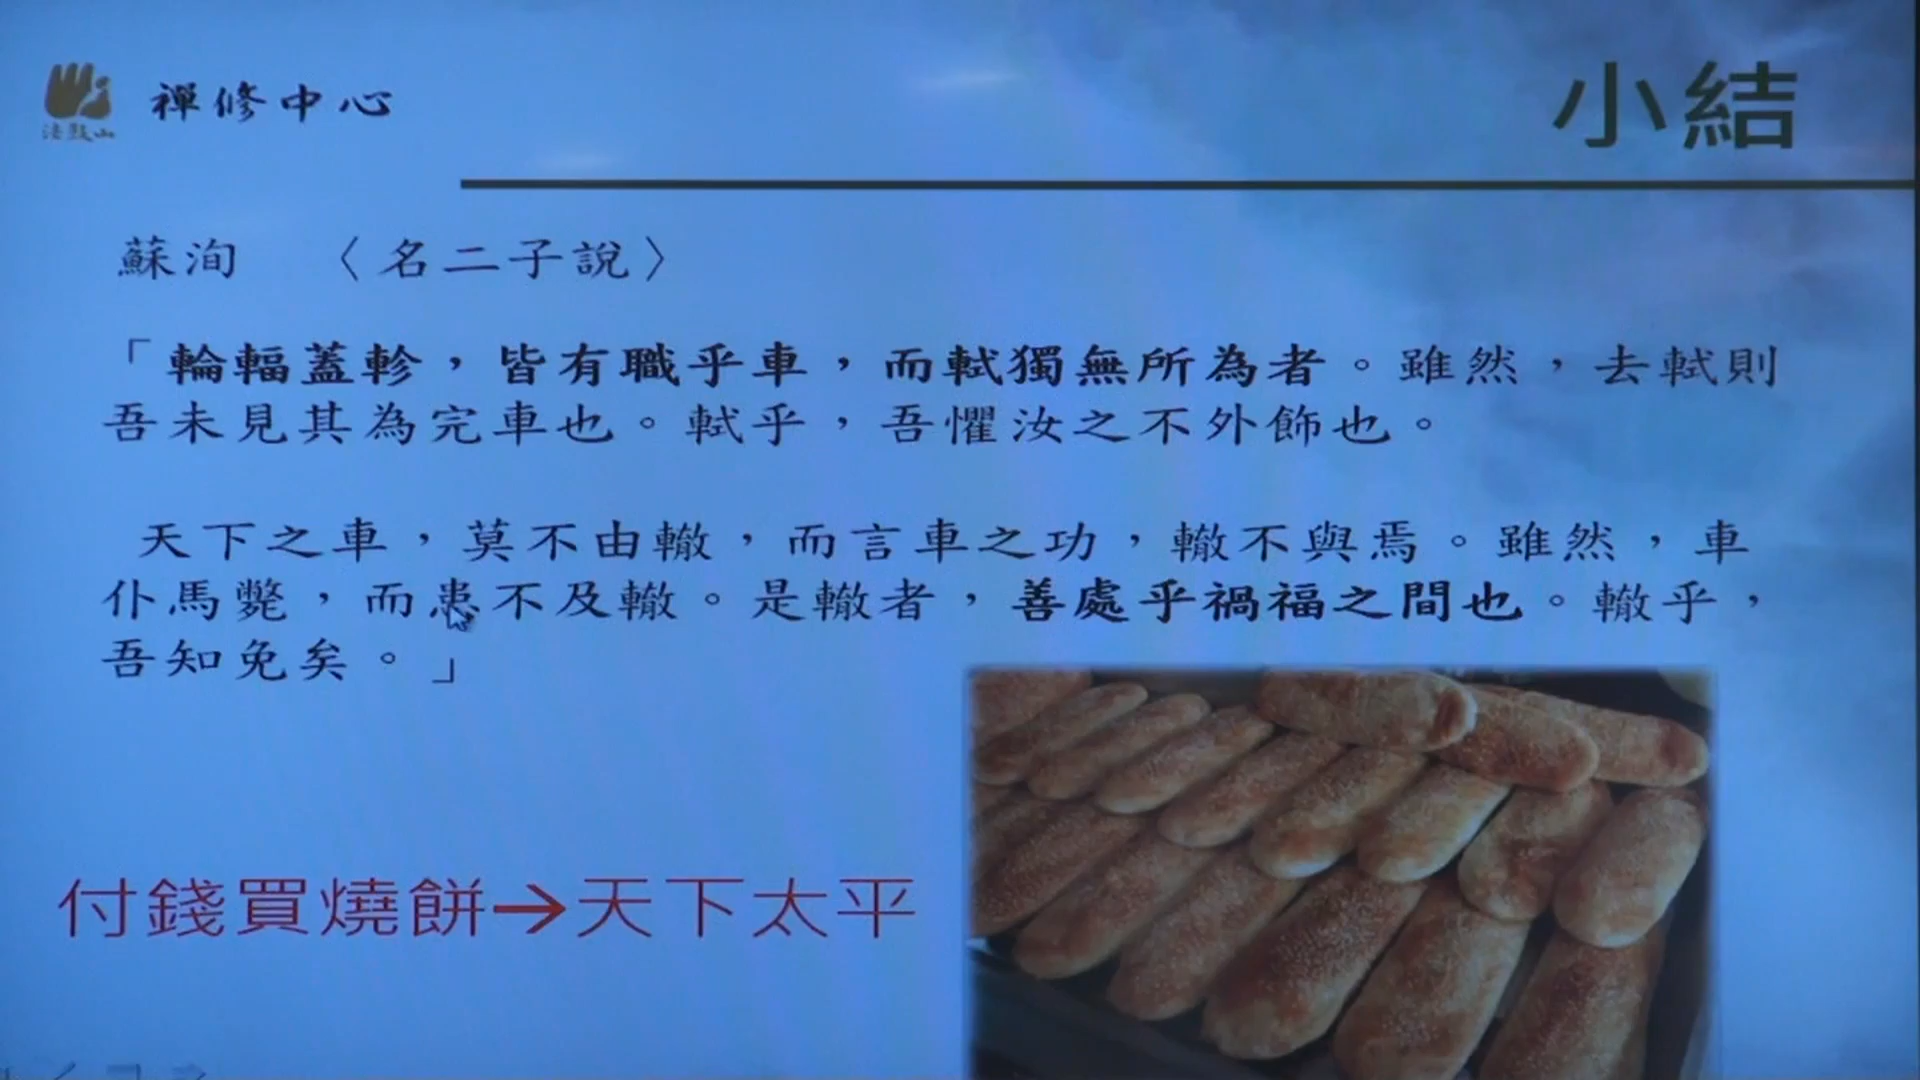 法鼓山
禪修中心
小結
蘇洵 〈名二子說〉
「輪輻蓋軫，皆有職乎車，而軾獨無所為者。雖然，去軾則
吾未見其為完車也。軾乎，吾懼汝之不外飾也。
天下之車，莫不由轍，而言車之功，轍不與焉。雖然，車
仆馬斃，而患不及轍。是轍者，善處乎禍福之間也。轍乎，
吾知免矣。」
付錢買燒餅→天下太平